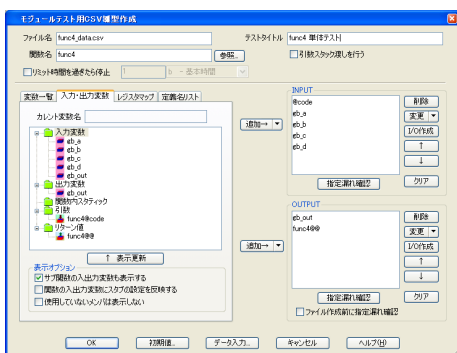 モジュールテスト用CSV雛型作成
ファイル名 func4_data.csv
テストタイトル func4 単体テスト
関数名 func4 参照...
引数スタック渡しを行う
リミット時間を過ぎたら停止 1 h - 基本時間
変数一覧 入力・出力変数 レジスタマップ 定義名リスト
カレント変数名
入力変数
gb_a
gb_b
gb_c
gb_d
gb_out
出力変数
gb_out
関数内スタティック
引数
func4@code
リターン値
func4@@
↑ 表示更新
表示オプション
サブ関数の入出力変数も表示する
関数の入出力変数にスタブの設定を反映する
使用していないメンバは表示しない
追加→
追加→
INPUT
@code
gb_a
gb_b
gb_c
gb_d
削除
変更
I/O作成
↑
↓
指定漏れ確認
クリア
OUTPUT
gb_out
func4@@
削除
変更
I/O作成
↑
↓
指定漏れ確認
クリア
ファイル作成前に指定漏れ確認
OK 初期値... データ入力... キャンセル ヘルプ(H)